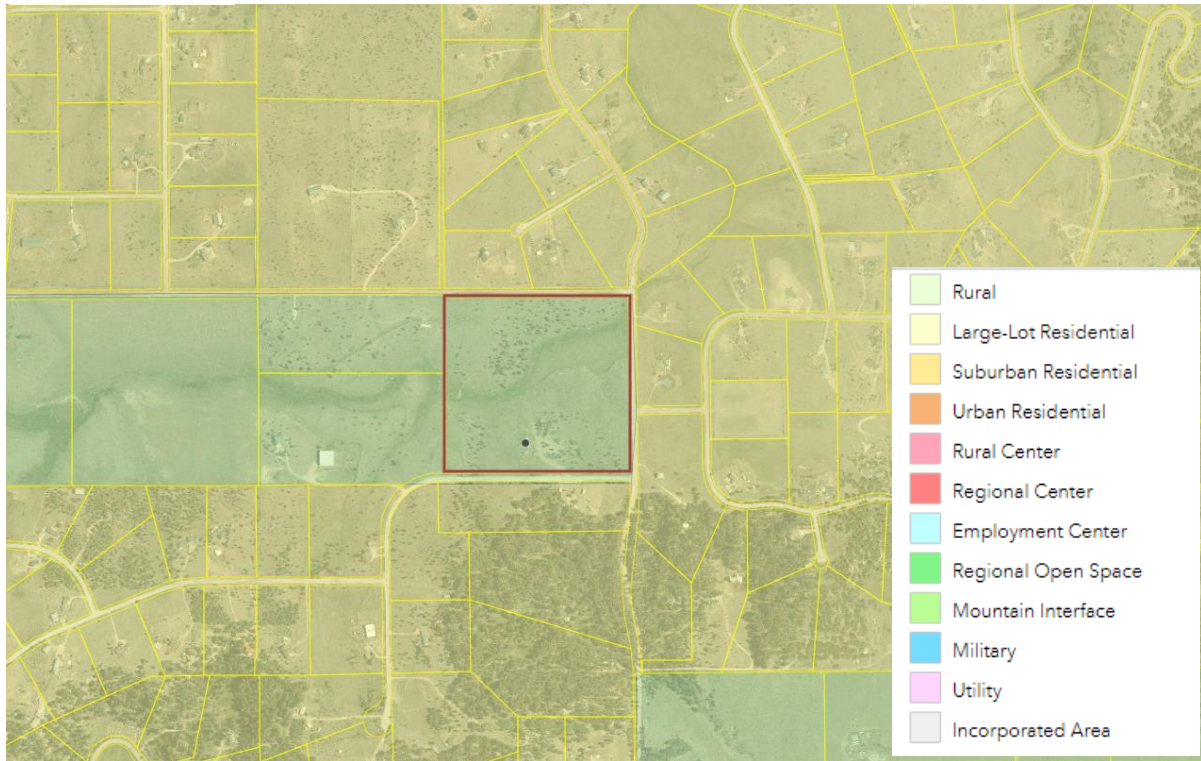 Rural
Large-Lot Residential
Suburban Residential
Urban Residential
Rural Center
Regional Center
Employment Center
Regional Open Space
Mountain Interface
Military
Utility
Incorporated Area